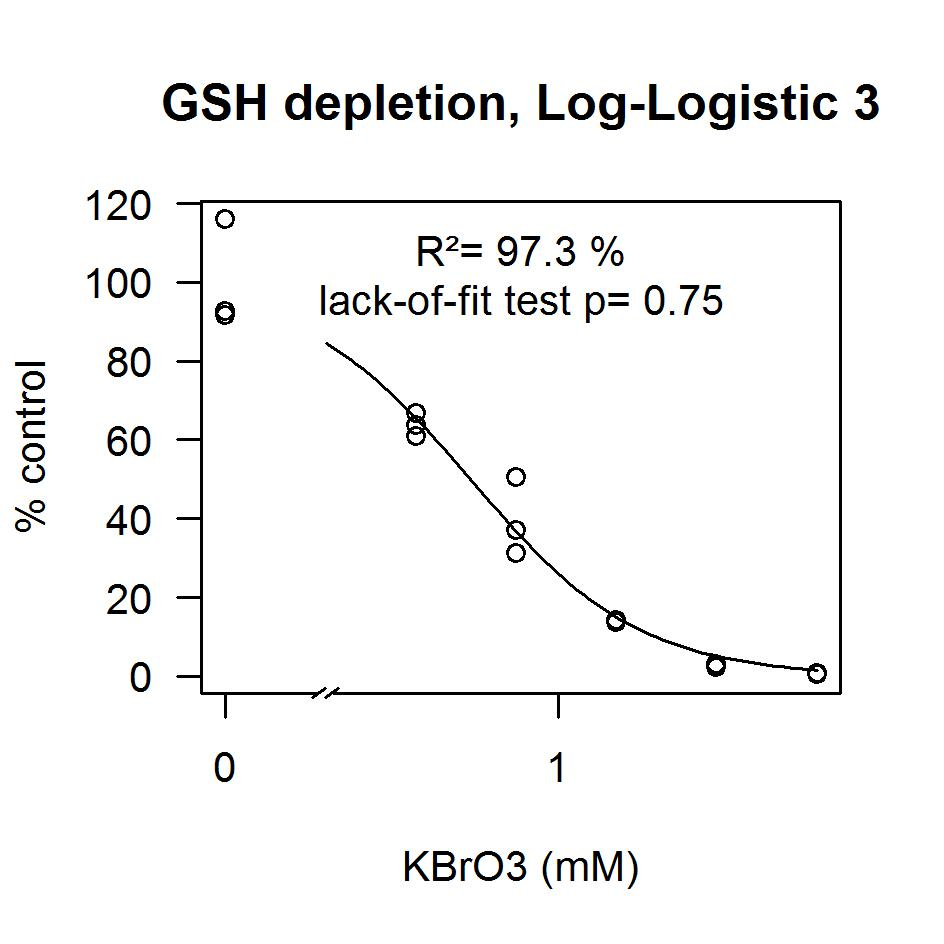 GSH depletion, Log-Logistic 3
R²= 97.3 %
lack-of-fit test p= 0.75
120
100
80
60
40
20
0
% control
0 1
KBrO3 (mM)